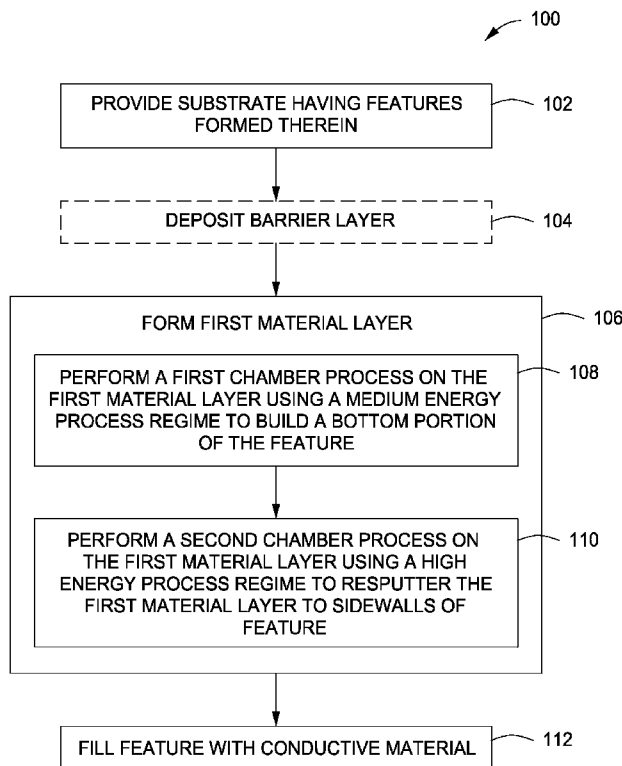 100
PROVIDE SUBSTRATE HAVING FEATURES
FORMED THEREIN
102
DEPOSIT BARRIER LAYER
104
FORM FIRST MATERIAL LAYER
106
PERFORM A FIRST CHAMBER PROCESS ON THE
FIRST MATERIAL LAYER USING A MEDIUM ENERGY
PROCESS REGIME TO BUILD A BOTTOM PORTION
OF THE FEATURE
108
PERFORM A SECOND CHAMBER PROCESS ON
THE FIRST MATERIAL LAYER USING A HIGH
ENERGY PROCESS REGIME TO RESPUTTER THE
FIRST MATERIAL LAYER TO SIDEWALLS OF
FEATURE
110
FILL FEATURE WITH CONDUCTIVE MATERIAL
112